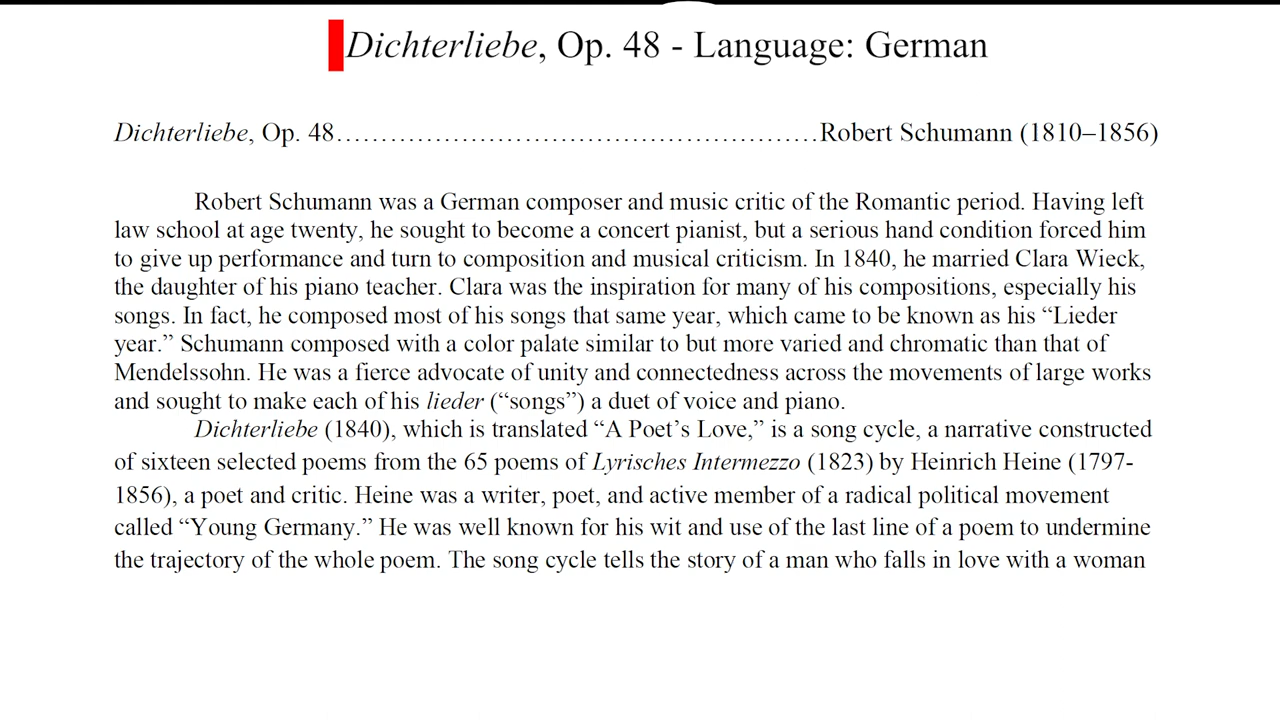 Dichterliebe, Op. 48 - Language: German
Dichterliebe, Op. 48……………………………………………………Robert Schumann (1810–1856)
Robert Schumann was a German composer and music critic of the Romantic period. Having left
law school at age twenty, he sought to become a concert pianist, but a serious hand condition forced him
to give up performance and turn to composition and musical criticism. In 1840, he married Clara Wieck,
the daughter of his piano teacher. Clara was the inspiration for many of his compositions, especially his
songs. In fact, he composed most of his songs that same year, which came to be known as his “Lieder
year.” Schumann composed with a color palate similar to but more varied and chromatic than that of
Mendelssohn. He was a fierce advocate of unity and connectedness across the movements of large works
and sought to make each of his lieder (“songs”) a duet of voice and piano.
Dichterliebe (1840), which is translated “A Poet’s Love,” is a song cycle, a narrative constructed
of sixteen selected poems from the 65 poems of Lyrisches Intermezzo (1823) by Heinrich Heine (1797-
1856), a poet and critic. Heine was a writer, poet, and active member of a radical political movement
called “Young Germany.” He was well known for his wit and use of the last line of a poem to undermine
the trajectory of the whole poem. The song cycle tells the story of a man who falls in love with a woman